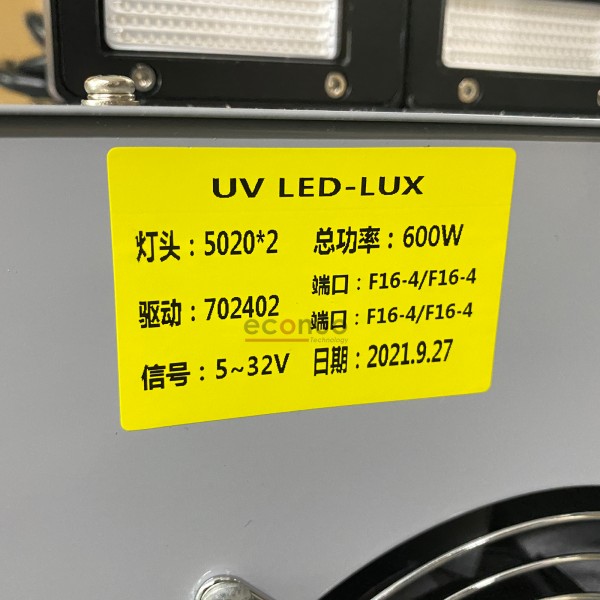 UV LED-LUX
灯头：5020*2 总功率：600W
端口：F16-4/F16-4
驱动：702402
端口：F16-4/F16-4
信号：5~32V 日期：2021.9.27
Technology